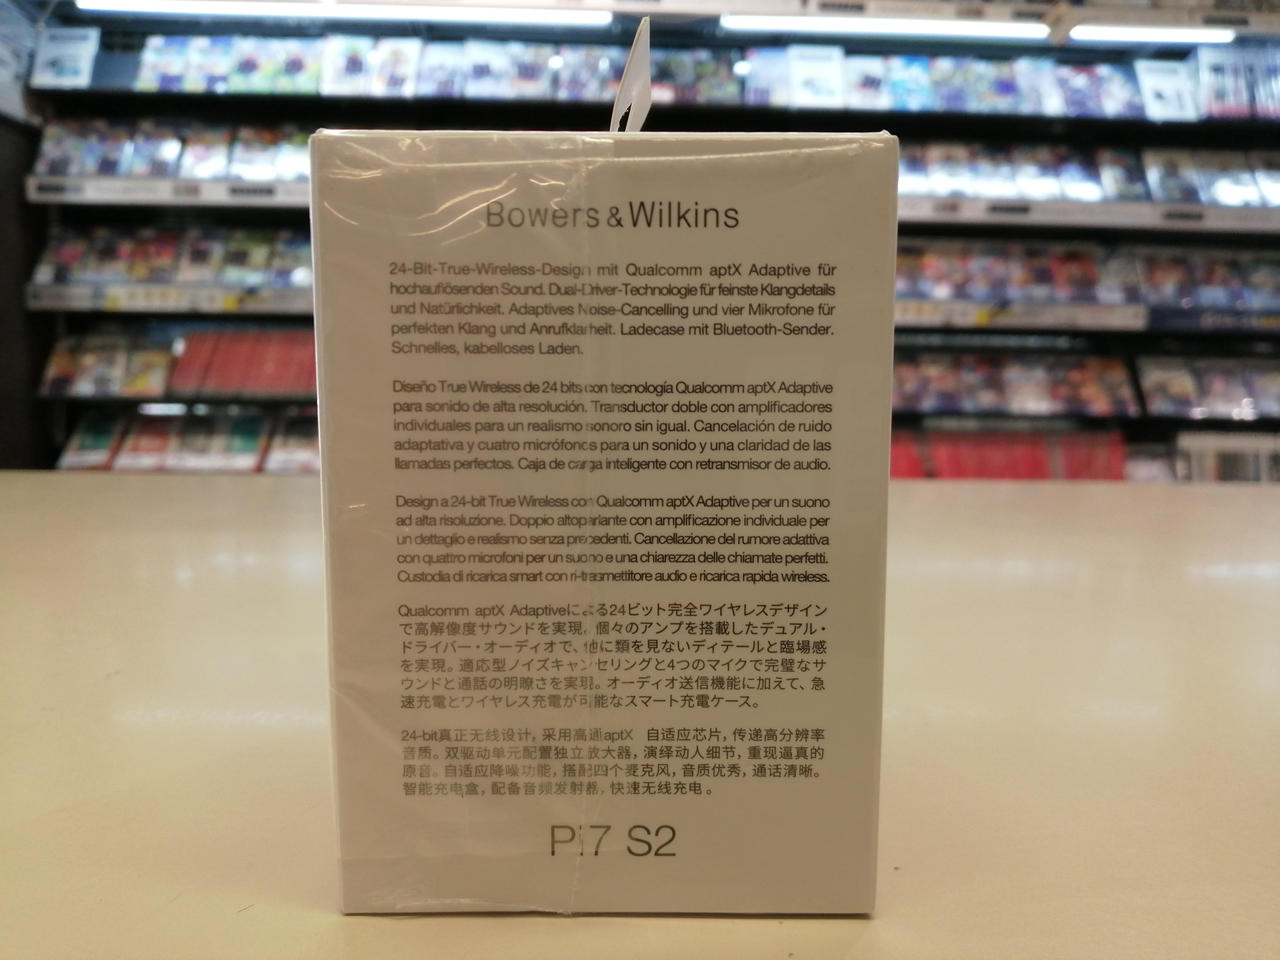 Bowers & Wilkins
24-Bit-True-Wireless-Design mit Qualcomm aptX Adaptive für
hochauflösenden Sound. Dual-Driver-Technologie für feinste Klangdetails
und Natürlichkeit. Adaptives Noise-Cancelling und vier Mikrofone für
perfekten Klang und Anrufklarheit. Ladecase mit Bluetooth-Sender.
Schnelles, kabelloses Laden.
Diseño True Wireless de 24 bits con tecnología Qualcomm aptX Adaptive
para sonido de alta resolución. Transductor doble con amplificadores
individuales para un realismo sonoro sin igual. Cancelación de ruido
adaptativa y cuatro micrófonos para un sonido y una claridad de las
llamadas perfectos. Caja de carga inteligente con retransmisor de audio.
Design a 24-bit True Wireless con Qualcomm aptX Adaptive per un suono
ad alta risoluzione. Doppio altoparlante con amplificazione individuale per
un dettaglio e realismo senza precedenti. Cancellazione del rumore adattiva
con quattro microfoni per un suono e una chiarezza delle chiamate perfetti.
Custodia di ricarica smart con ri-trasmettitore audio e ricarica rapida wireless.
Qualcomm aptX Adaptiveによる24ビット完全ワイヤレスデザイン
で高解像度サウンドを実現。個々のアンプを搭載したデュアル・
ドライバー・オーディオで、他に類を見ないディテールと臨場感
を実現。適応型ノイズキャンセリングと4つのマイクで完璧なサ
ウンドと通話の明瞭さを実現。オーディオ送信機能に加えて、急
速充電とワイヤレス充電が可能なスマート充電ケース。
24-bit真正无线设计，采用高通aptX 自适应芯片，传递高分辨率
音质。双驱动单元配置独立放大器，演绎动人细节，重现逼真的
原音。自适应降噪功能，搭配四个麦克风，音质优秀，通话清晰。
智能充电盒，配备音频发射器，快速无线充电。
Pi7 S2